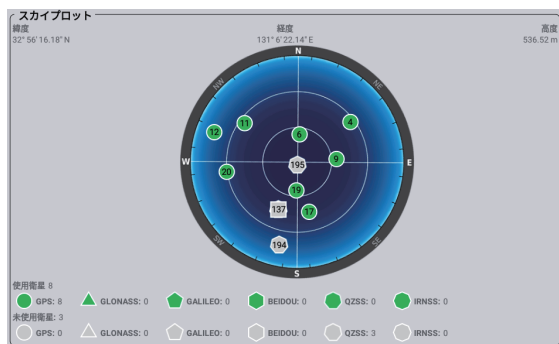 スカイプロット
緯度 経度 高度
32° 56' 16.18" N 131° 6' 22.14" E 536.52 m
N
NW NE
11 4
12 6
9
W 195 E
20
19
137 17
SW 194 SE
S
使用衛星 8
GPS: 8 GLONASS: 0 GALILEO: 0 BEIDOU: 0 QZSS: 0 IRNSS: 0
未使用衛星: 3
GPS: 0 GLONASS: 0 GALILEO: 0 BEIDOU: 0 QZSS: 3 IRNSS: 0